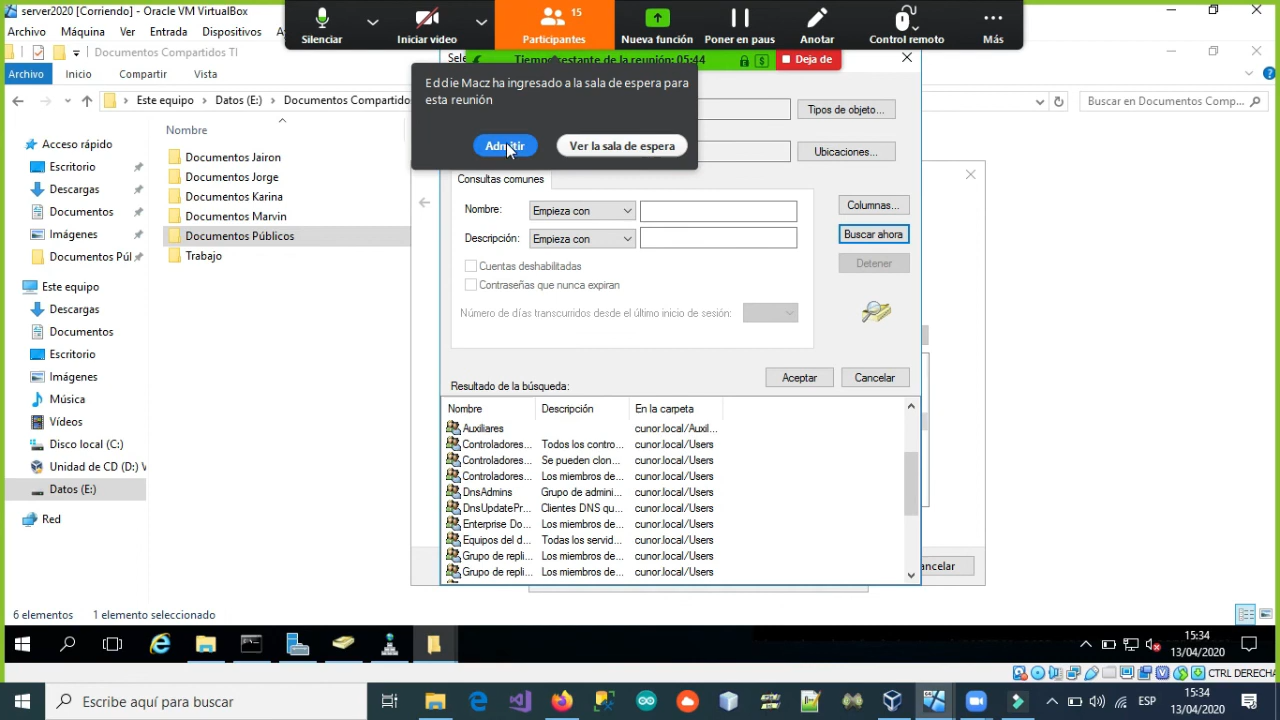 server2020 [Corriendo] - Oracle VM VirtualBox
Archivo Máquina Ver Entrada Dispositivos
Documentos Compartidos TI
Archivo Inicio Compartir Vista
Silenciar
Iniciar video
15
Participantes
Nueva función
Poner en paus
Anotar
Control remoto
Más
Tiempo restante de la reunión: 05:44
Deja de
Eddie Macz ha ingresado a la sala de espera para
esta reunión
Admitir
Ver la sala de espera
Este equipo Datos (E:) Documentos Compartidos
Buscar en Documentos Comp...
Nombre
Documentos Jairon
Documentos Jorge
Documentos Karina
Documentos Marvin
Documentos Públicos
Trabajo
Acceso rápido
Escritorio
Descargas
Documentos
Imágenes
Documentos Púl
Este equipo
Descargas
Documentos
Escritorio
Imágenes
Música
Vídeos
Disco local (C:)
Unidad de CD (D:) V
Datos (E:)
Red
Sele
Tipos de objeto...
Ubicaciones...
Consultas comunes
Nombre: Empieza con
Descripción: Empieza con
Cuentas deshabilitadas
Contraseñas que nunca expiran
Número de días transcurridos desde el último inicio de sesión:
Columnas...
Buscar ahora
Detener
Aceptar Cancelar
Resultado de la búsqueda:
Nombre Descripción En la carpeta
Auxiliares cunor.local/Auxil...
Controladores... Todos los contro... cunor.local/Users
Controladores... Se pueden clon... cunor.local/Users
Controladores... Los miembros de... cunor.local/Users
DnsAdmins Grupo de admini... cunor.local/Users
DnsUpdatePr... Clientes DNS qu... cunor.local/Users
Enterprise Do... Los miembros de... cunor.local/Users
Equipos del d... Todas las servid... cunor.local/Users
Grupo de repli... Los miembros de... cunor.local/Users
Grupo de repli... Los miembros de... cunor.local/Users
ancelar
6 elementos 1 elemento seleccionado
15:34
13/04/2020
CTRL DERECHA
Escribe aquí para buscar
ESP
15:34
13/04/2020